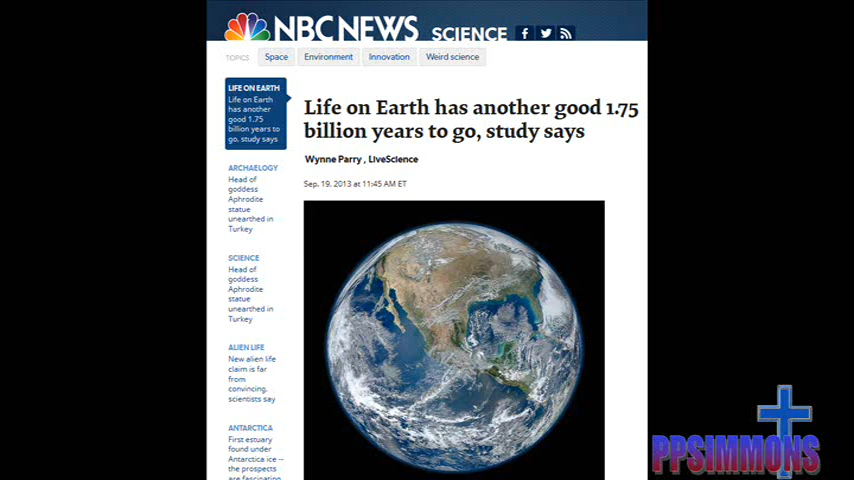 NBC NEWS SCIENCE
TOPICS Space Environment Innovation Weird science
LIFE ON EARTH
Life on Earth
has another
good 1.75
billion years to
go, study says
ARCHAELOGY
Head of
goddess
Aphrodite
statue
unearthed in
Turkey
SCIENCE
Head of
goddess
Aphrodite
statue
unearthed in
Turkey
ALIEN LIFE
New alien life
claim is far
from
convincing,
scientists say
ANTARCTICA
First estuary
found under
Antarctica ice --
the prospects
are fascinating
Life on Earth has another good 1.75
billion years to go, study says
Wynne Parry , LiveScience
Sep. 19, 2013 at 11:45 AM ET
PPSIMMONS